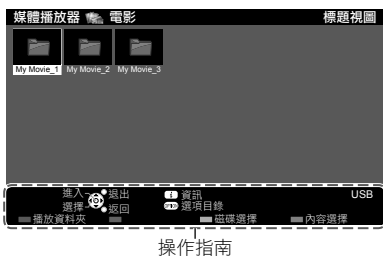 媒體播放器 電影 標題視圖
My Movie_1 My Movie_2 My Movie_3
進入 退出 i 資訊 USB
選擇 返回 選項目錄
播放資料夾 磁碟選擇 內容選擇
操作指南